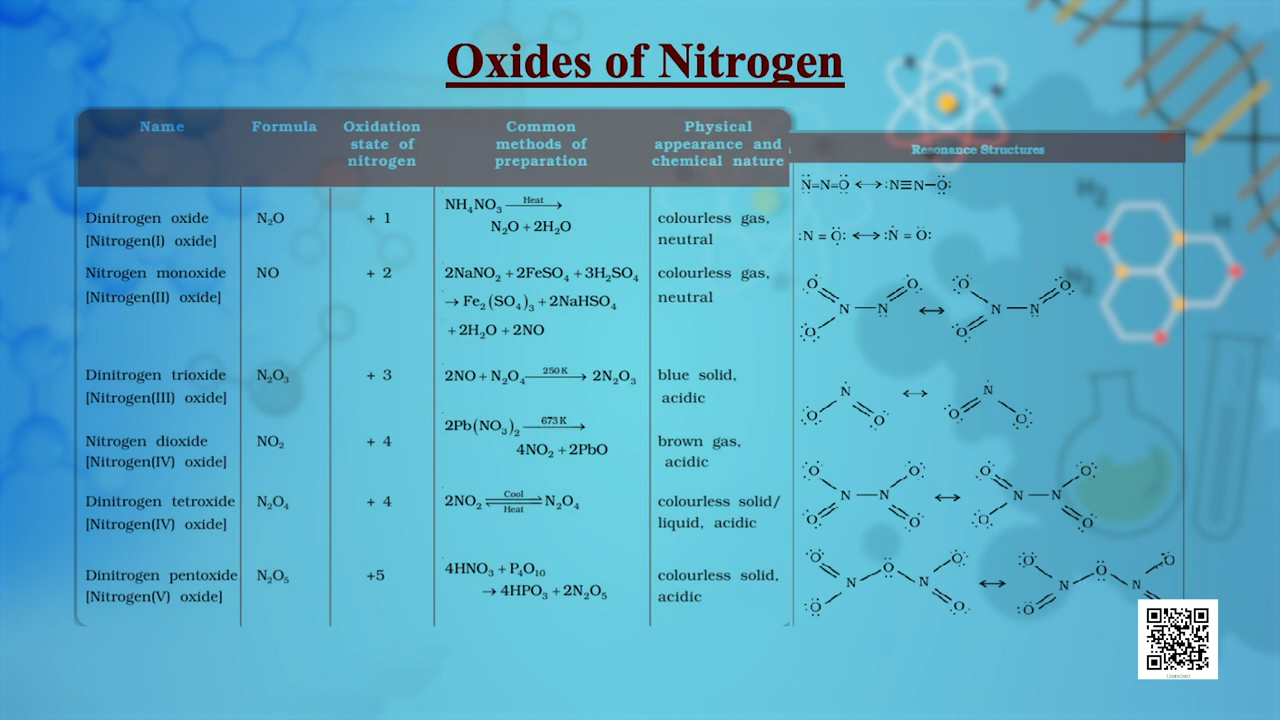 Oxides of Nitrogen
Name Formula Oxidation state of nitrogen Common methods of preparation Physical appearance and chemical nature Resonance Structures
Dinitrogen oxide
[Nitrogen(I) oxide]
N₂O
+ 1
NH₄NO₃ —Heat→
N₂O + 2H₂O
colourless gas,
neutral
N=N=O ↔ :N≡N–O:
Nitrogen monoxide
[Nitrogen(II) oxide]
NO
+ 2
2NaNO₂ + 2FeSO₄ + 3H₂SO₄
→ Fe₂(SO₄)₃ + 2NaHSO₄
+ 2H₂O + 2NO
colourless gas,
neutral
:N = O: ↔ :N = O:
Dinitrogen trioxide
[Nitrogen(III) oxide]
N₂O₃
+ 3
2NO + N₂O₄ —250 K→ 2N₂O₃
blue solid,
acidic
O N N O O ↔ O N N O O
Nitrogen dioxide
[Nitrogen(IV) oxide]
NO₂
+ 4
2Pb(NO₃)₂ —673 K→
4NO₂ + 2PbO
brown gas,
acidic
N O O ↔ N O O
Dinitrogen tetroxide
[Nitrogen(IV) oxide]
N₂O₄
+ 4
2NO₂ ⇌ N₂O₄
Cool
Heat
colourless solid/
liquid, acidic
O O N N O O ↔ O O N N O O
Dinitrogen pentoxide
[Nitrogen(V) oxide]
N₂O₅
+5
4HNO₃ + P₄O₁₀
→ 4HPO₃ + 2N₂O₅
colourless solid,
acidic
O O O N N O O ↔ O O O N N O